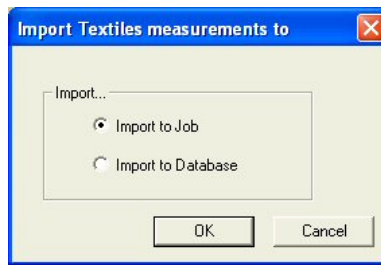 Import Textiles measurements to
Import...
Import to Job
Import to Database
OK Cancel